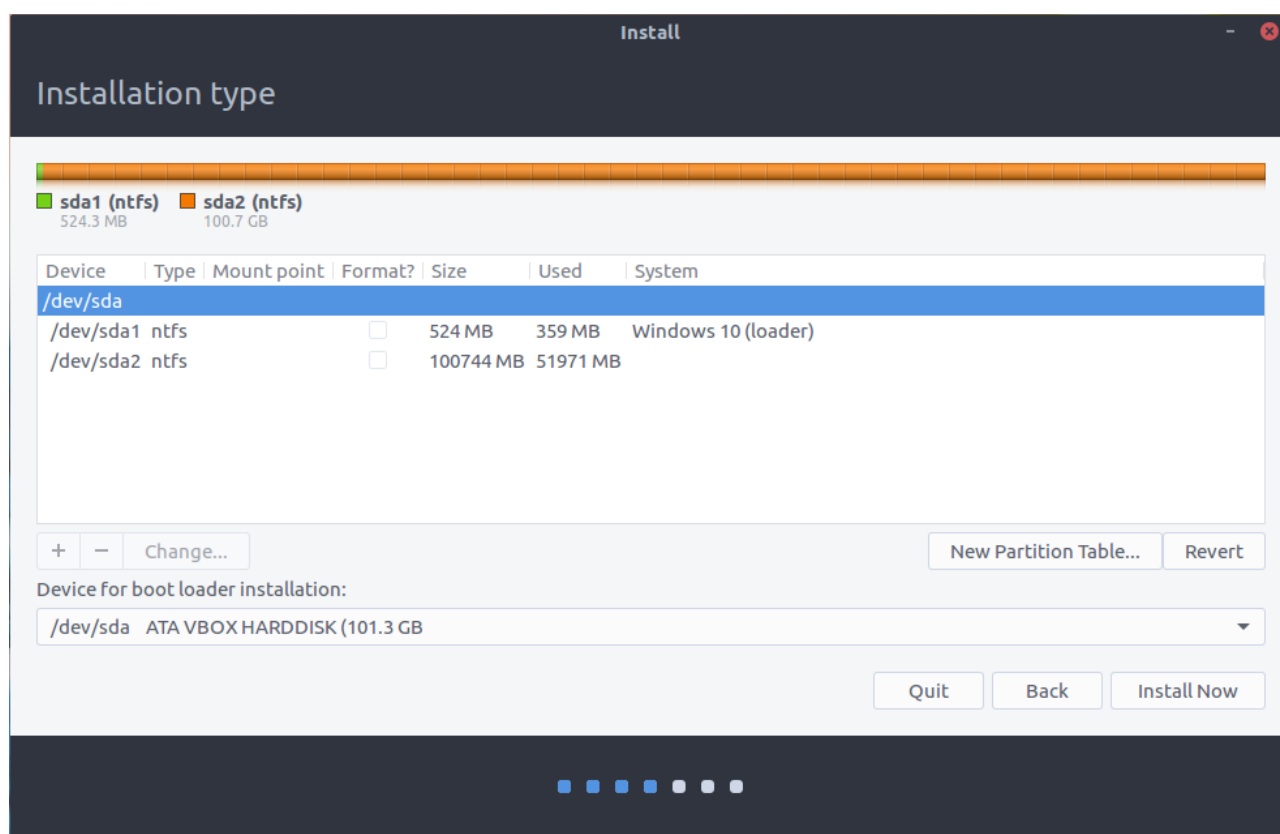 Install
Installation type
sda1 (ntfs) sda2 (ntfs)
524.3 MB 100.7 GB
Device Type Mount point Format? Size Used System
/dev/sda
/dev/sda1 ntfs 524 MB 359 MB Windows 10 (loader)
/dev/sda2 ntfs 100744 MB 51971 MB
+ − Change... New Partition Table... Revert
Device for boot loader installation:
/dev/sda ATA VBOX HARDDISK (101.3 GB
Quit Back Install Now